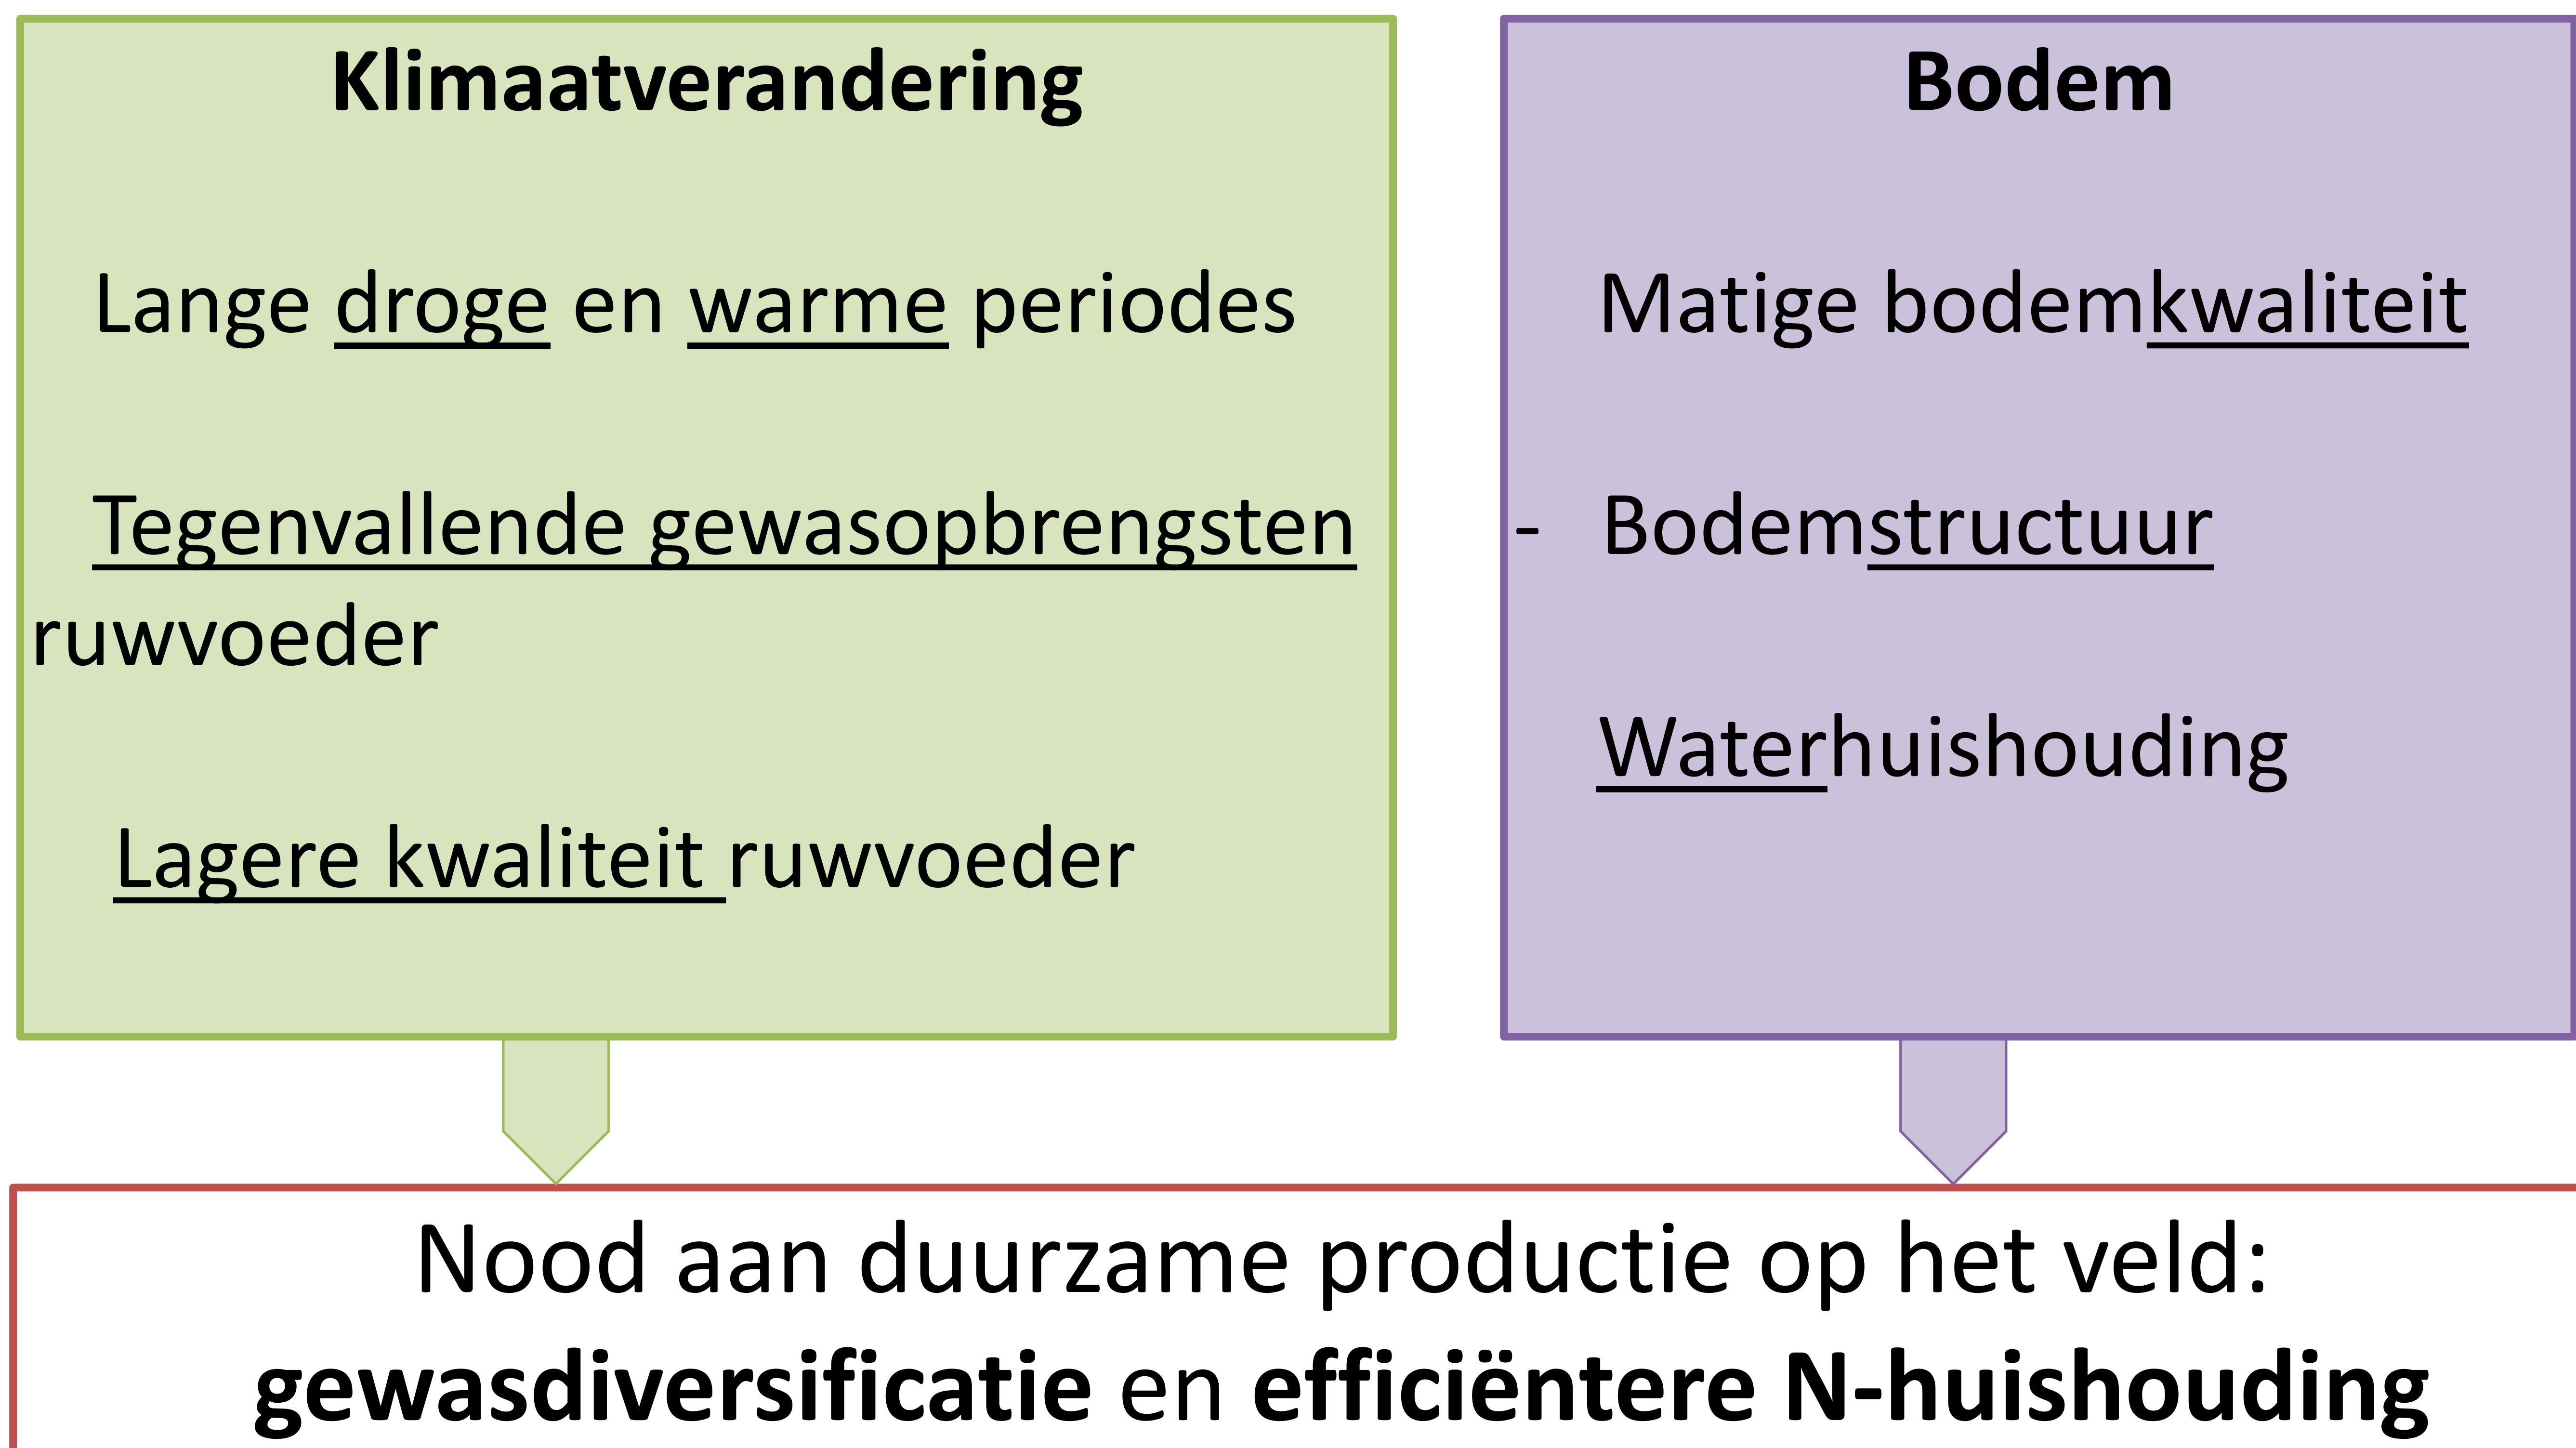 Klimaatverandering
Lange droge en warme periodes
Tegenvallende gewasopbrengsten
ruwvoeder
Lagere kwaliteit ruwvoeder
Bodem
Matige bodemkwaliteit
- Bodemstructuur
Waterhuishouding
Nood aan duurzame productie op het veld:
gewasdiversificatie en efficiëntere N-huishouding